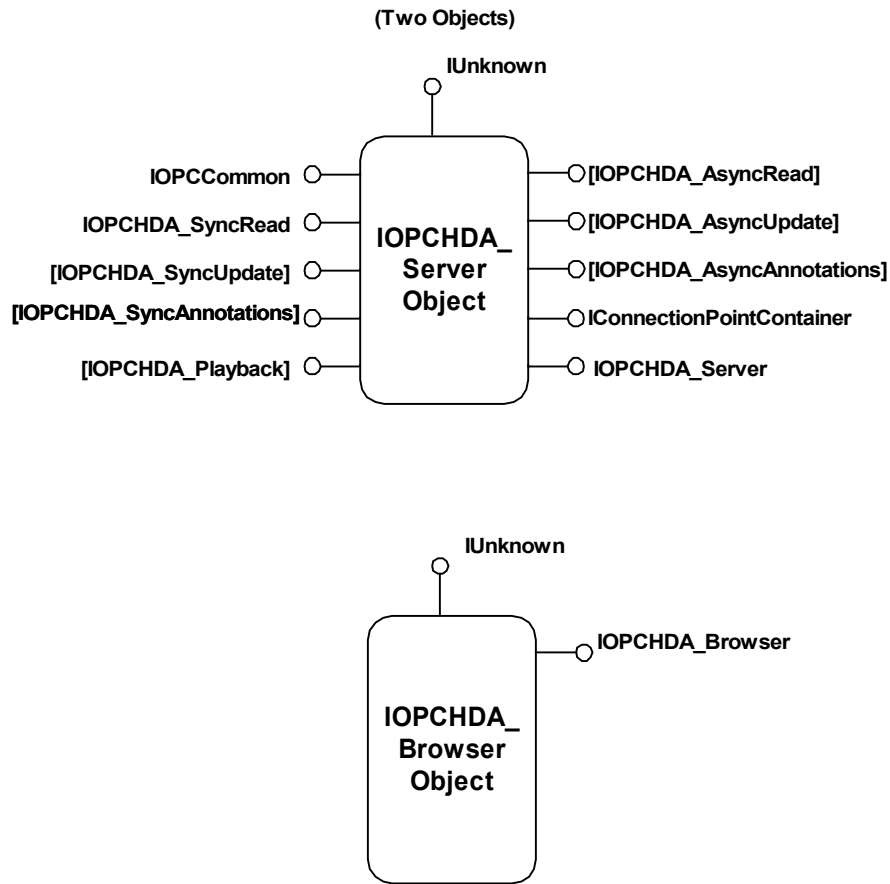 (Two Objects)
IUnknown
IOPCCommon
IOPCHDA_SyncRead
[IOPCHDA_SyncUpdate]
[IOPCHDA_SyncAnnotations]
[IOPCHDA_Playback]
IOPCHDA_
Server
Object
[IOPCHDA_AsyncRead]
[IOPCHDA_AsyncUpdate]
[IOPCHDA_AsyncAnnotations]
IConnectionPointContainer
IOPCHDA_Server
IUnknown
IOPCHDA_Browser
IOPCHDA_
Browser
Object